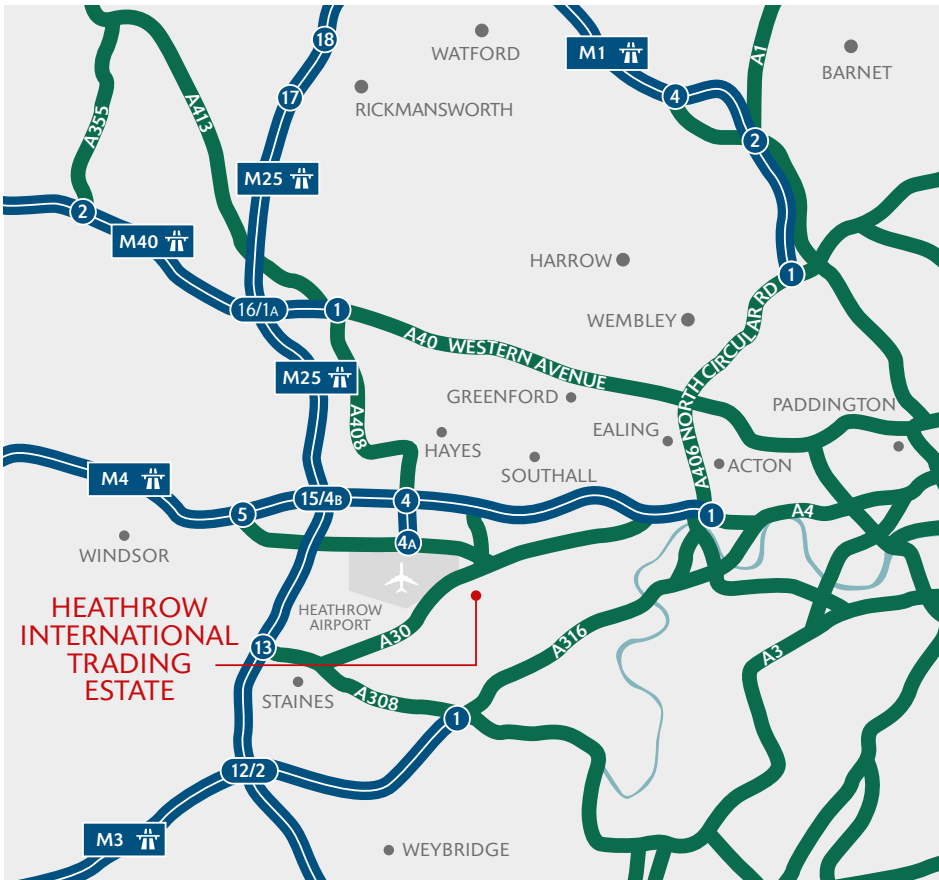 18
WATFORD
M1
A1
BARNET
17
RICKMANSWORTH
4
A355
A413
2
M25
2
M40
HARROW
1
16/1A
1
WEMBLEY
A40 WESTERN AVENUE
A406 NORTH CIRCULAR RD
M25
GREENFORD
PADDINGTON
A408
HAYES
EALING
SOUTHALL
ACTON
M4
15/4B
4
5
1
A4
4A
WINDSOR
HEATHROW
INTERNATIONAL
TRADING
ESTATE
HEATHROW
AIRPORT
A30
A316
13
A3
STAINES
A308
1
12/2
M3
WEYBRIDGE